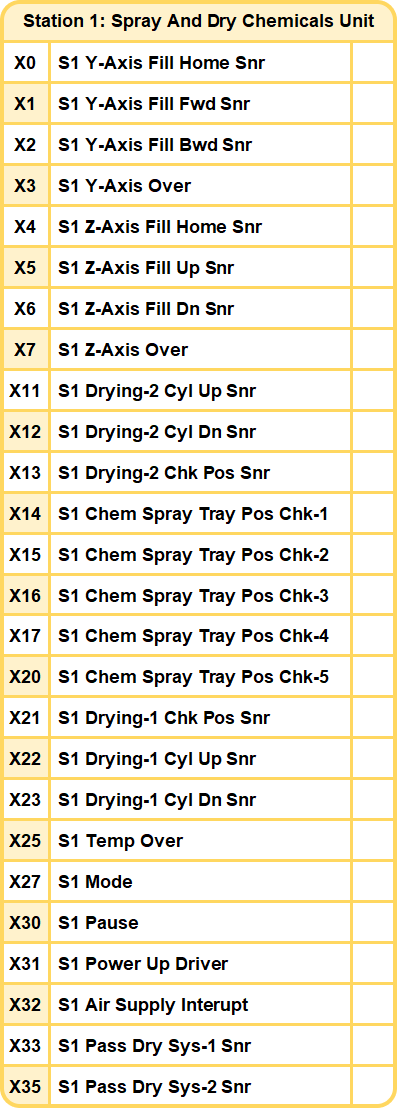 Station 1: Spray And Dry Chemicals Unit
X0 S1 Y-Axis Fill Home Snr
X1 S1 Y-Axis Fill Fwd Snr
X2 S1 Y-Axis Fill Bwd Snr
X3 S1 Y-Axis Over
X4 S1 Z-Axis Fill Home Snr
X5 S1 Z-Axis Fill Up Snr
X6 S1 Z-Axis Fill Dn Snr
X7 S1 Z-Axis Over
X11 S1 Drying-2 Cyl Up Snr
X12 S1 Drying-2 Cyl Dn Snr
X13 S1 Drying-2 Chk Pos Snr
X14 S1 Chem Spray Tray Pos Chk-1
X15 S1 Chem Spray Tray Pos Chk-2
X16 S1 Chem Spray Tray Pos Chk-3
X17 S1 Chem Spray Tray Pos Chk-4
X20 S1 Chem Spray Tray Pos Chk-5
X21 S1 Drying-1 Chk Pos Snr
X22 S1 Drying-1 Cyl Up Snr
X23 S1 Drying-1 Cyl Dn Snr
X25 S1 Temp Over
X27 S1 Mode
X30 S1 Pause
X31 S1 Power Up Driver
X32 S1 Air Supply Interupt
X33 S1 Pass Dry Sys-1 Snr
X35 S1 Pass Dry Sys-2 Snr